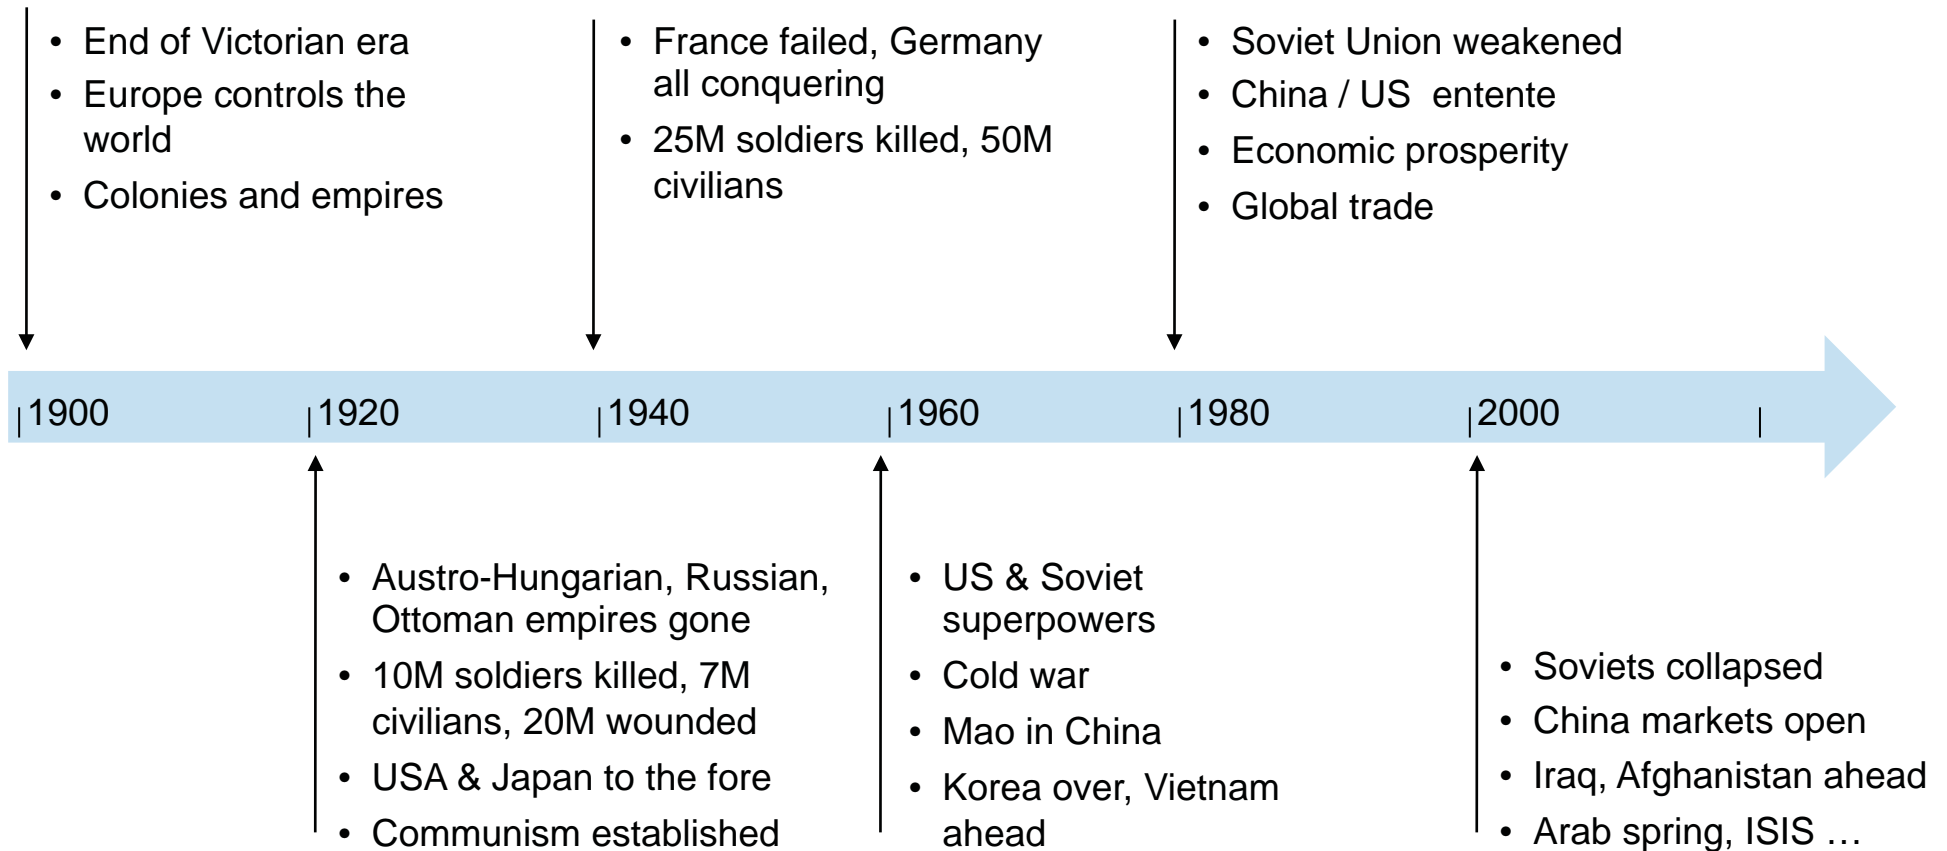 • End of Victorian era
• Europe controls the
world
• Colonies and empires
• France failed, Germany
all conquering
• 25M soldiers killed, 50M
civilians
• Soviet Union weakened
• China / US  entente
• Economic prosperity
• Global trade
1900
1920
1940
1960
1980
2000
• Austro-Hungarian, Russian,
Ottoman empires gone
• 10M soldiers killed, 7M
civilians, 20M wounded
• USA & Japan to the fore
• Communism established
• US & Soviet
superpowers
• Cold war
• Mao in China
• Korea over, Vietnam
ahead
• Soviets collapsed
• China markets open
• Iraq, Afghanistan ahead
• Arab spring, ISIS …